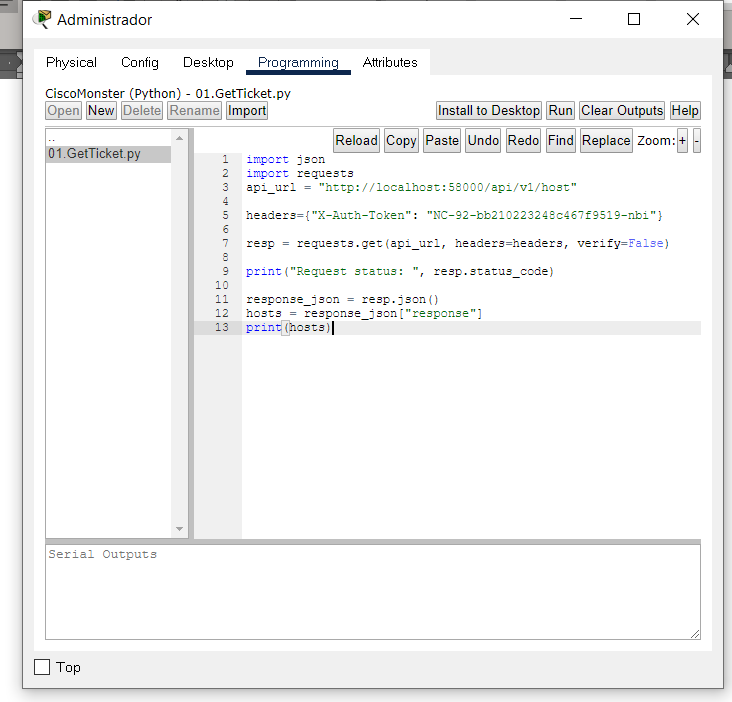 Administrador
Physical Config Desktop Programming Attributes
CiscoMonster (Python) - 01.GetTicket.py
Open New Delete Rename Import Install to Desktop Run Clear Outputs Help
Reload Copy Paste Undo Redo Find Replace Zoom: + -
..
01.GetTicket.py
1 import json
2 import requests
3 api_url = "http://localhost:58000/api/v1/host"
4
5 headers={"X-Auth-Token": "NC-92-bb210223248c467f9519-nbi"}
6
7 resp = requests.get(api_url, headers=headers, verify=False)
8
9 print("Request status: ", resp.status_code)
10
11 response_json = resp.json()
12 hosts = response_json["response"]
13 print(hosts)
Serial Outputs
Top